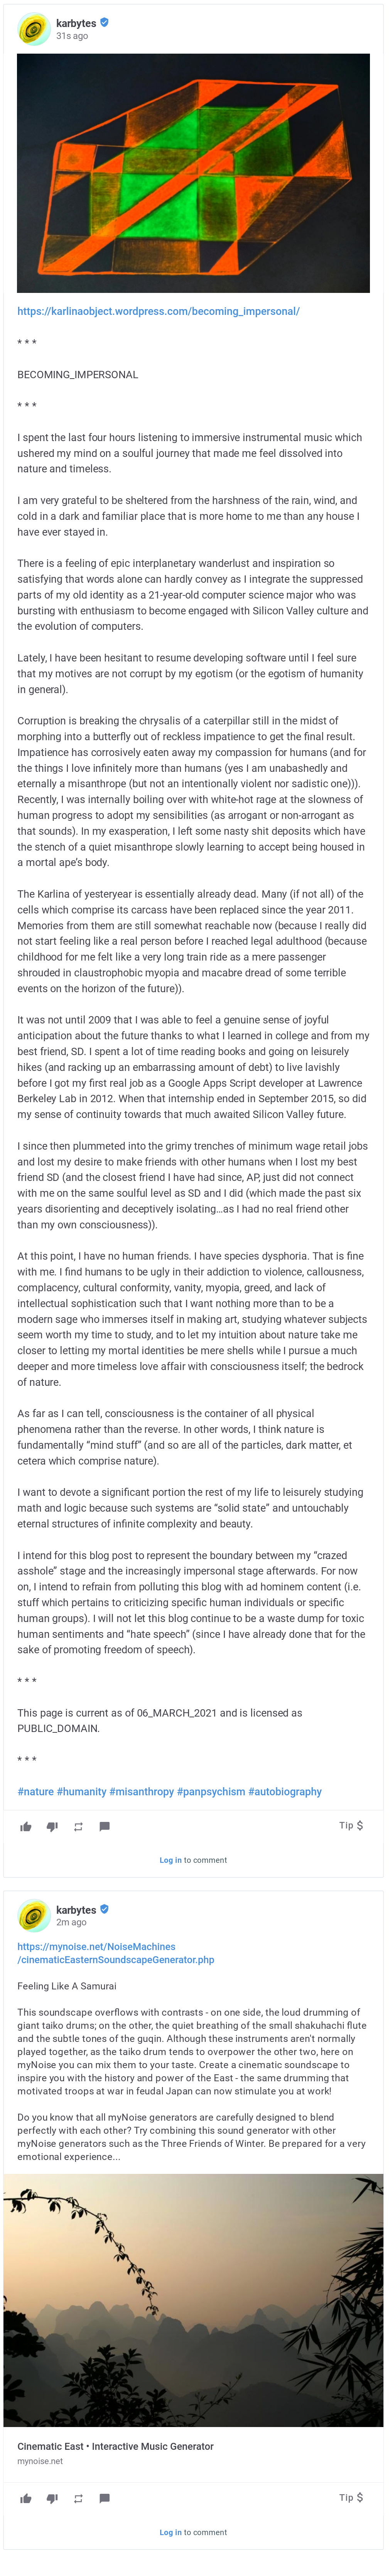 karbytes
31s ago
https://karlinaobject.wordpress.com/becoming_impersonal/
* * *
BECOMING_IMPERSONAL
* * *
I spent the last four hours listening to immersive instrumental music which
ushered my mind on a soulful journey that made me feel dissolved into
nature and timeless.
I am very grateful to be sheltered from the harshness of the rain, wind, and
cold in a dark and familiar place that is more home to me than any house I
have ever stayed in.
There is a feeling of epic interplanetary wanderlust and inspiration so
satisfying that words alone can hardly convey as I integrate the suppressed
parts of my old identity as a 21-year-old computer science major who was
bursting with enthusiasm to become engaged with Silicon Valley culture and
the evolution of computers.
Lately, I have been hesitant to resume developing software until I feel sure
that my motives are not corrupt by my egotism (or the egotism of humanity
in general).
Corruption is breaking the chrysalis of a caterpillar still in the midst of
morphing into a butterfly out of reckless impatience to get the final result.
Impatience has corrosively eaten away my compassion for humans (and for
the things I love infinitely more than humans (yes I am unabashedly and
eternally a misanthrope (but not an intentionally violent nor sadistic one))).
Recently, I was internally boiling over with white-hot rage at the slowness of
human progress to adopt my sensibilities (as arrogant or non-arrogant as
that sounds). In my exasperation, I left some nasty shit deposits which have
the stench of a quiet misanthrope slowly learning to accept being housed in
a mortal ape's body.
The Karlina of yesteryear is essentially already dead. Many (if not all) of the
cells which comprise its carcass have been replaced since the year 2011.
Memories from them are still somewhat reachable now (because I really did
not start feeling like a real person before I reached legal adulthood (because
childhood for me felt like a very long train ride as a mere passenger
shrouded in claustrophobic myopia and macabre dread of some terrible
events on the horizon of the future)).
It was not until 2009 that I was able to feel a genuine sense of joyful
anticipation about the future thanks to what I learned in college and from my
best friend, SD. I spent a lot of time reading books and going on leisurely
hikes (and racking up an embarrassing amount of debt) to live lavishly
before I got my first real job as a Google Apps Script developer at Lawrence
Berkeley Lab in 2012. When that internship ended in September 2015, so did
my sense of continuity towards that much awaited Silicon Valley future.
I since then plummeted into the grimy trenches of minimum wage retail jobs
and lost my desire to make friends with other humans when I lost my best
friend SD (and the closest friend I have had since, AP, just did not connect
with me on the same soulful level as SD and I did (which made the past six
years disorienting and deceptively isolating...as I had no real friend other
than my own consciousness)).
At this point, I have no human friends. I have species dysphoria. That is fine
with me. I find humans to be ugly in their addiction to violence, callousness,
complacency, cultural conformity, vanity, myopia, greed, and lack of
intellectual sophistication such that I want nothing more than to be a
modern sage who immerses itself in making art, studying whatever subjects
seem worth my time to study, and to let my intuition about nature take me
closer to letting my mortal identities be mere shells while I pursue a much
deeper and more timeless love affair with consciousness itself; the bedrock
of nature.
As far as I can tell, consciousness is the container of all physical
phenomena rather than the reverse. In other words, I think nature is
fundamentally “mind stuff” (and so are all of the particles, dark matter, et
cetera which comprise nature).
I want to devote a significant portion the rest of my life to leisurely studying
math and logic because such systems are “solid state” and untouchably
eternal structures of infinite complexity and beauty.
I intend for this blog post to represent the boundary between my “crazed
asshole” stage and the increasingly impersonal stage afterwards. For now
on, I intend to refrain from polluting this blog with ad hominem content (i.e.
stuff which pertains to criticizing specific human individuals or specific
human groups). I will not let this blog continue to be a waste dump for toxic
human sentiments and “hate speech” (since I have already done that for the
sake of promoting freedom of speech).
* * *
This page is current as of 06_MARCH_2021 and is licensed as
PUBLIC_DOMAIN.
* * *
#nature #humanity #misanthropy #panpsychism #autobiography
Tip $
Log in to comment
karbytes
2m ago
https://mynoise.net/NoiseMachines
/cinematicEasternSoundscapeGenerator.php
Feeling Like A Samurai
This soundscape overflows with contrasts - on one side, the loud drumming of
giant taiko drums; on the other, the quiet breathing of the small shakuhachi flute
and the subtle tones of the guqin. Although these instruments aren't normally
played together, as the taiko drum tends to overpower the other two, here on
myNoise you can mix them to your taste. Create a cinematic soundscape to
inspire you with the history and power of the East - the same drumming that
motivated troops at war in feudal Japan can now stimulate you at work!
Do you know that all myNoise generators are carefully designed to blend
perfectly with each other? Try combining this sound generator with other
myNoise generators such as the Three Friends of Winter. Be prepared for a very
emotional experience...
Cinematic East • Interactive Music Generator
mynoise.net
Tip $
Log in to comment